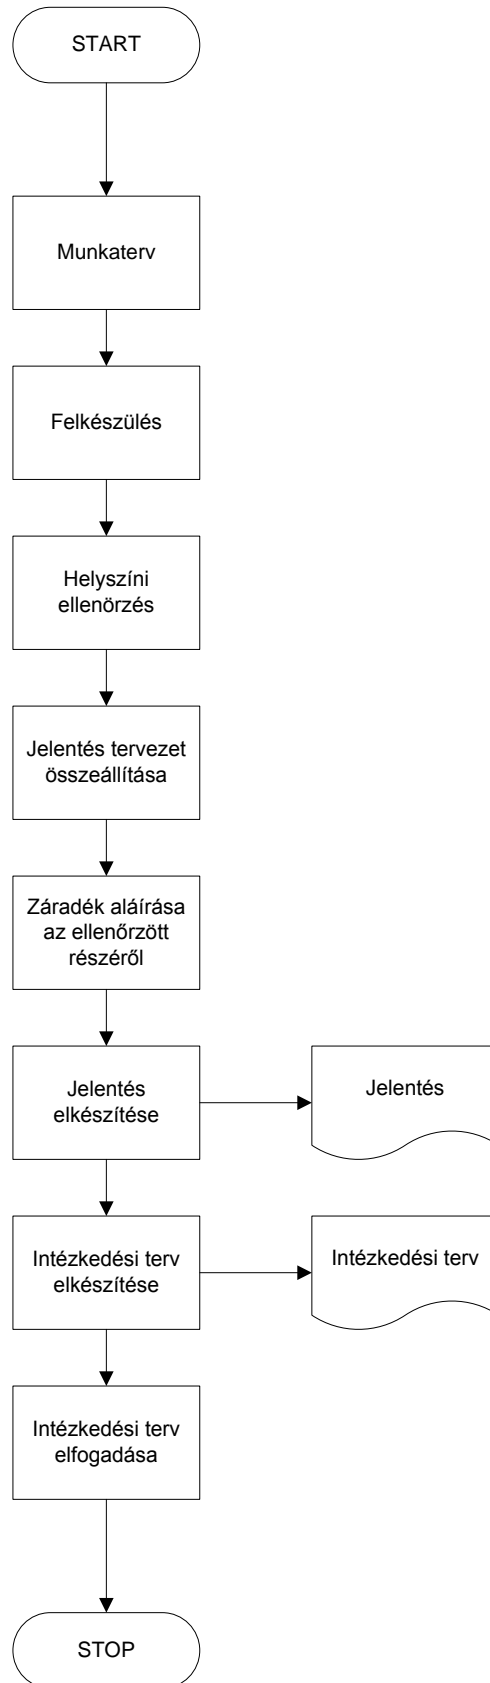 START
Munkaterv
Felkészülés
Helyszíni
ellenörzés
Jelentés tervezet
összeállítása
Záradék aláírása
az ellenőrzött
részéről
Jelentés
elkészítése
Jelentés
Intézkedési terv
elkészítése
Intézkedési terv
Intézkedési terv
elfogadása
STOP